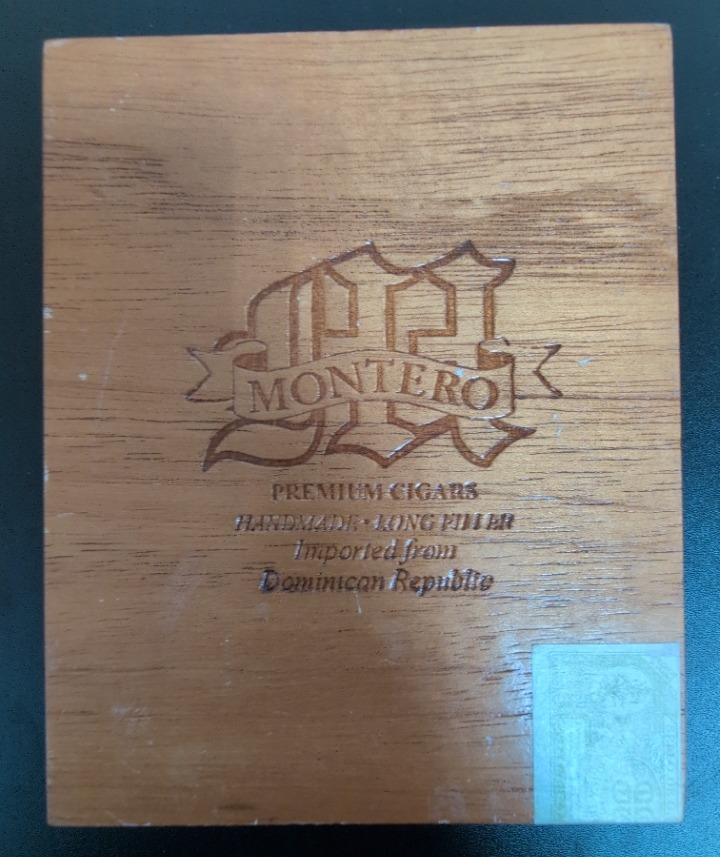 M
MONTERO
PREMIUM CIGARS
HANDMADE • LONG FILLER
Imported from
Dominican Republic